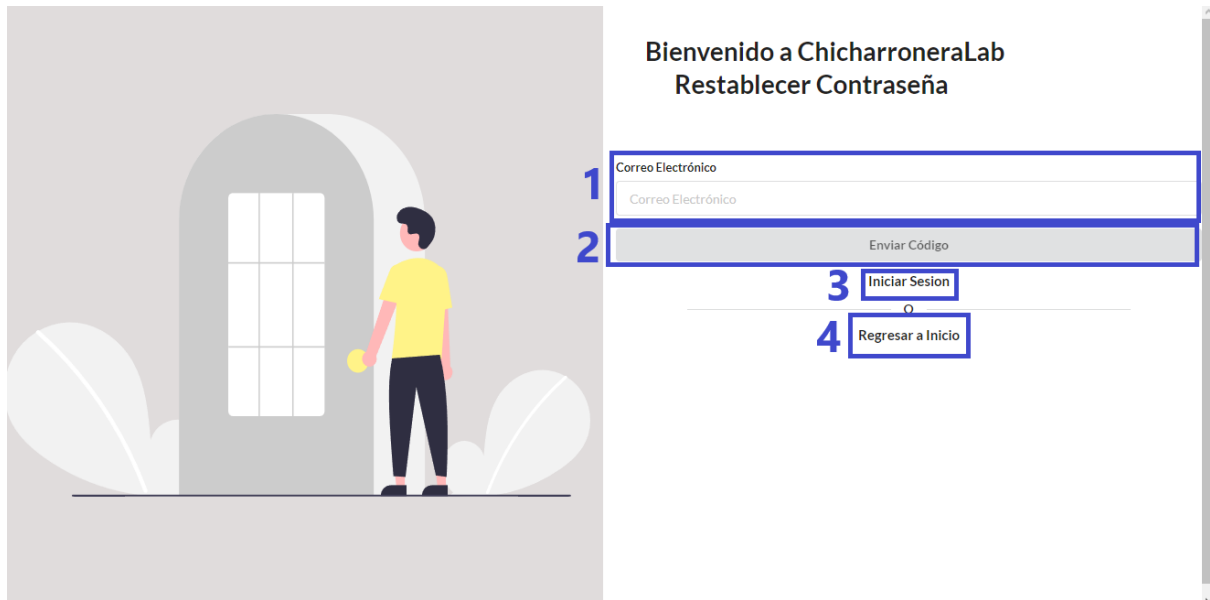 Bienvenido a ChicharroneraLab
Restablecer Contraseña
1
Correo Electrónico
Correo Electrónico
2
Enviar Código
3
Iniciar Sesion
O
4
Regresar a Inicio